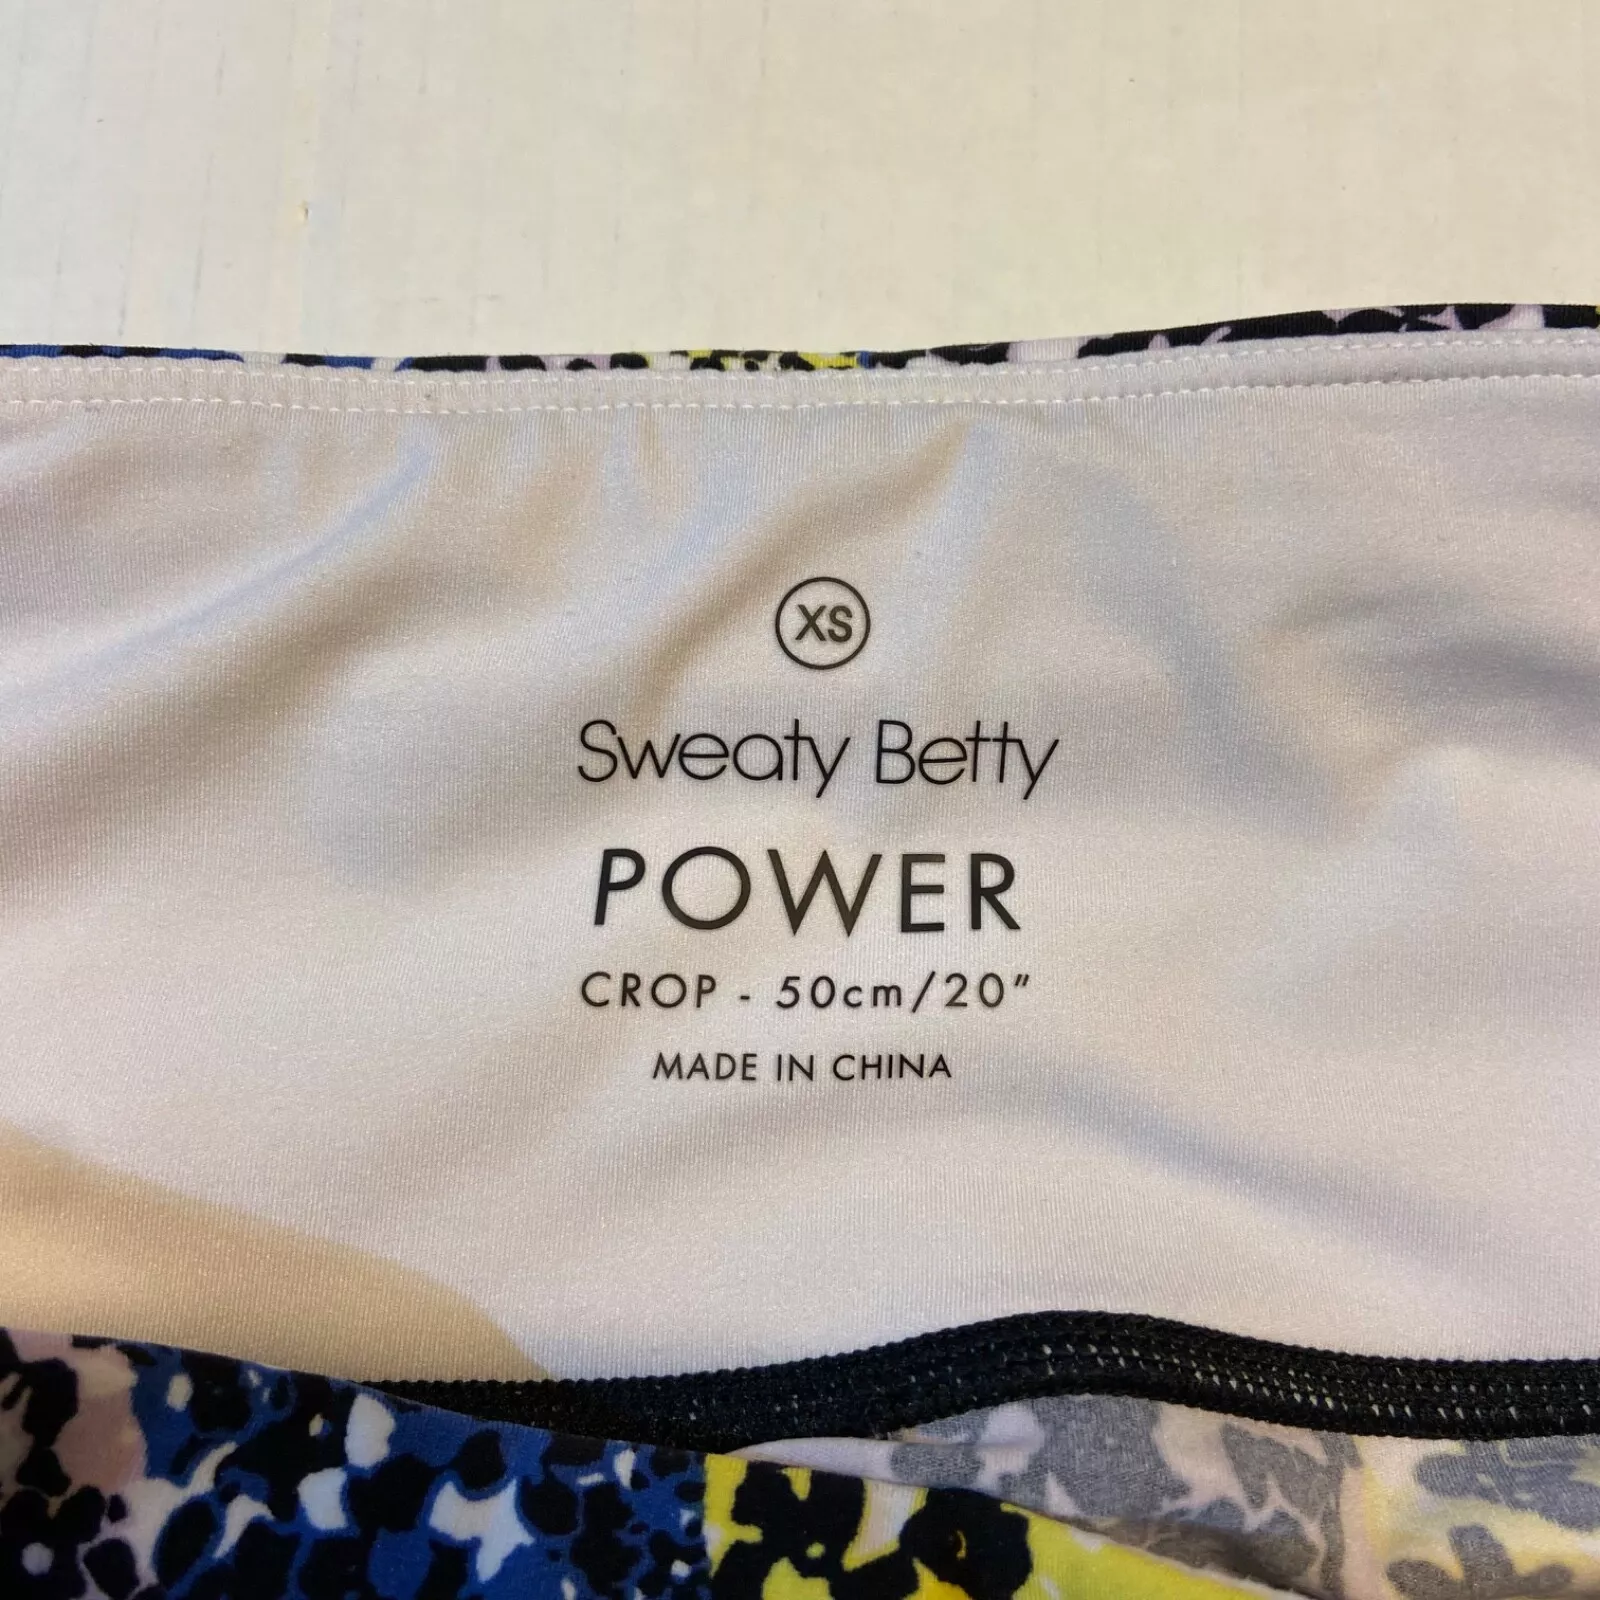 XS
Sweaty Betty
POWER
CROP - 50cm/20"
MADE IN CHINA